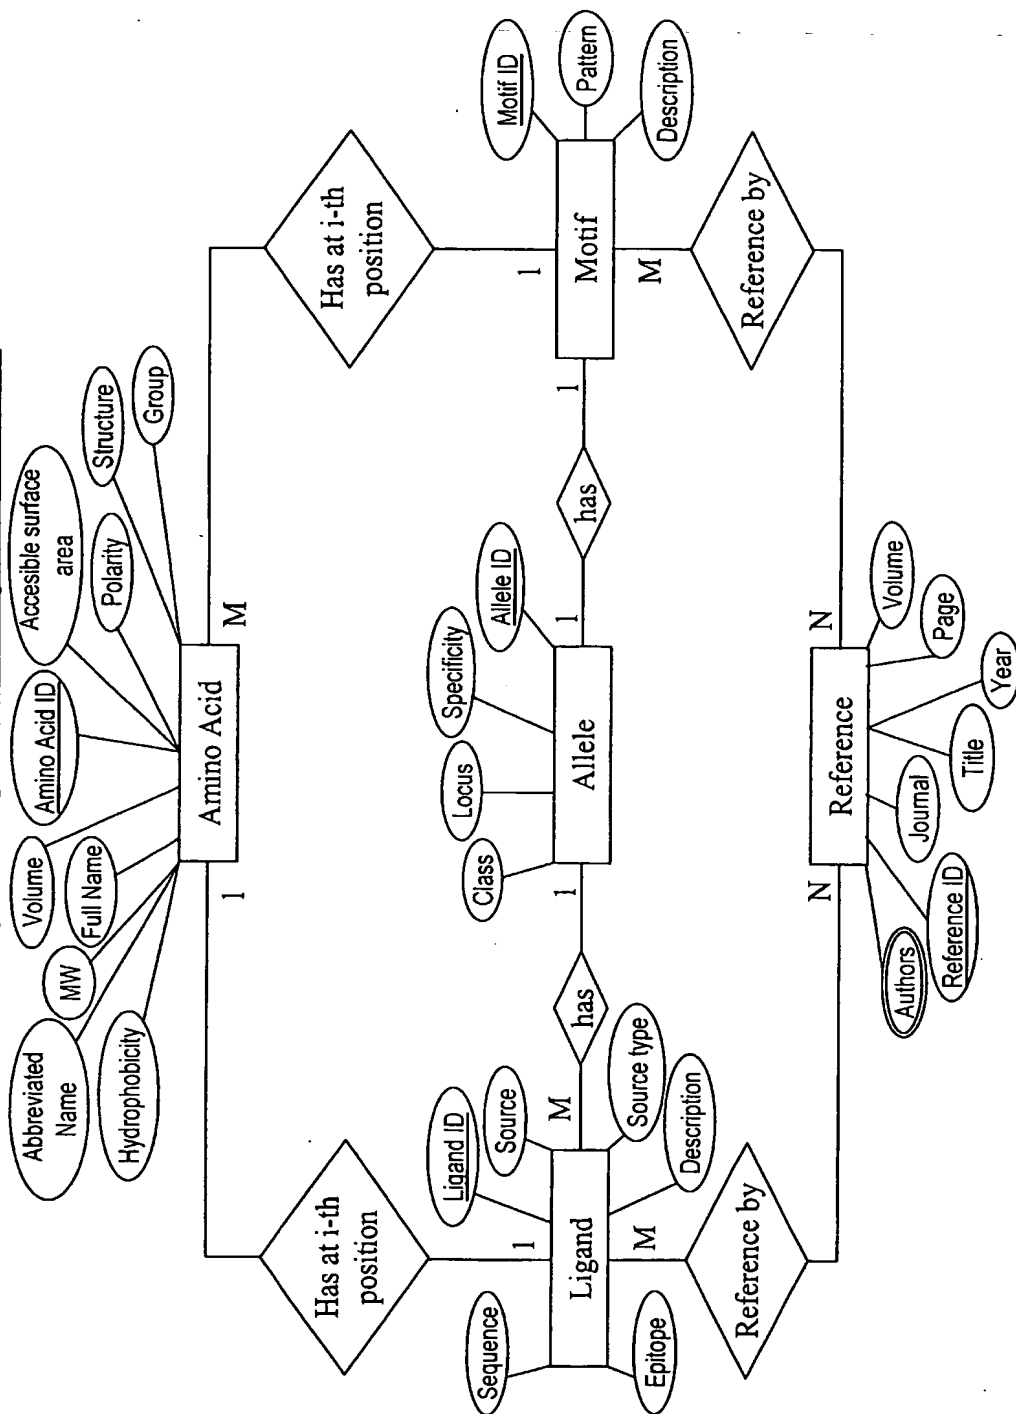 Abbreviated
Name
Hydrophobicity
MW
Full Name
Volume
Amino Acid ID
Accesible surface
area
Polarity
Structure
Group
Amino Acid
1
M
Has at i-th
position
Has at i-th
position
Sequence
Ligand ID
Source
1
Ligand
M
has
1
Class
Locus
Specificity
Allele ID
Allele
1
has
1
Motif
1
Motif ID
Pattern
Description
Epitope
M
Source type
Description
M
Reference by
Reference by
N
Reference
N
Authors
Reference ID
Journal
Title
Year
Page
Volume